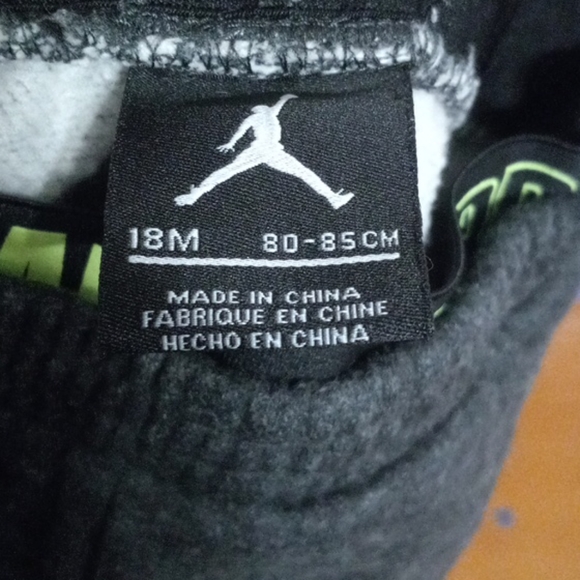 18M 80-85CM
MADE IN CHINA
FABRIQUE EN CHINE
HECHO EN CHINA